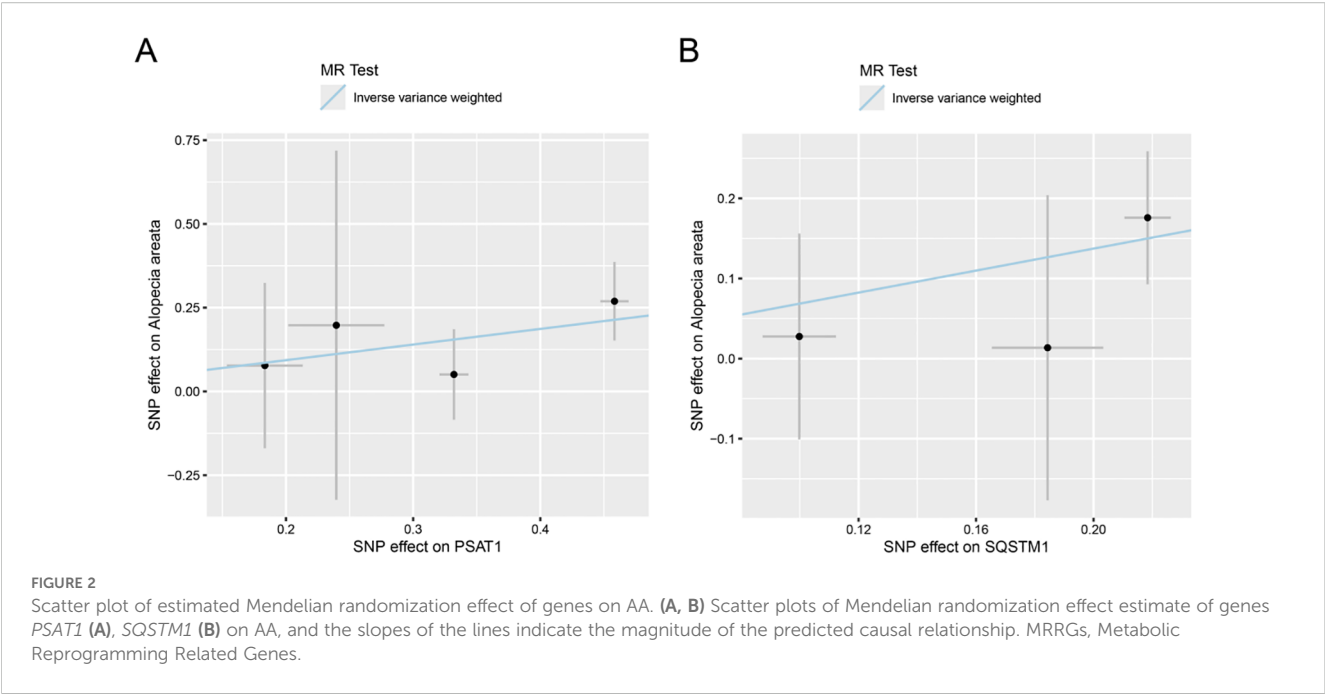 A
MR Test
Inverse variance weighted
SNP effect on Alopecia areata
0.75
0.50
0.25
0.00
−0.25
0.2 0.3 0.4
SNP effect on PSAT1
B
MR Test
Inverse variance weighted
SNP effect on Alopecia areata
0.2
0.1
0.0
−0.1
0.12 0.16 0.20
SNP effect on SQSTM1
FIGURE 2
Scatter plot of estimated Mendelian randomization effect of genes on AA. (A, B) Scatter plots of Mendelian randomization effect estimate of genes
PSAT1 (A), SQSTM1 (B) on AA, and the slopes of the lines indicate the magnitude of the predicted causal relationship. MRRGs, Metabolic
Reprogramming Related Genes.